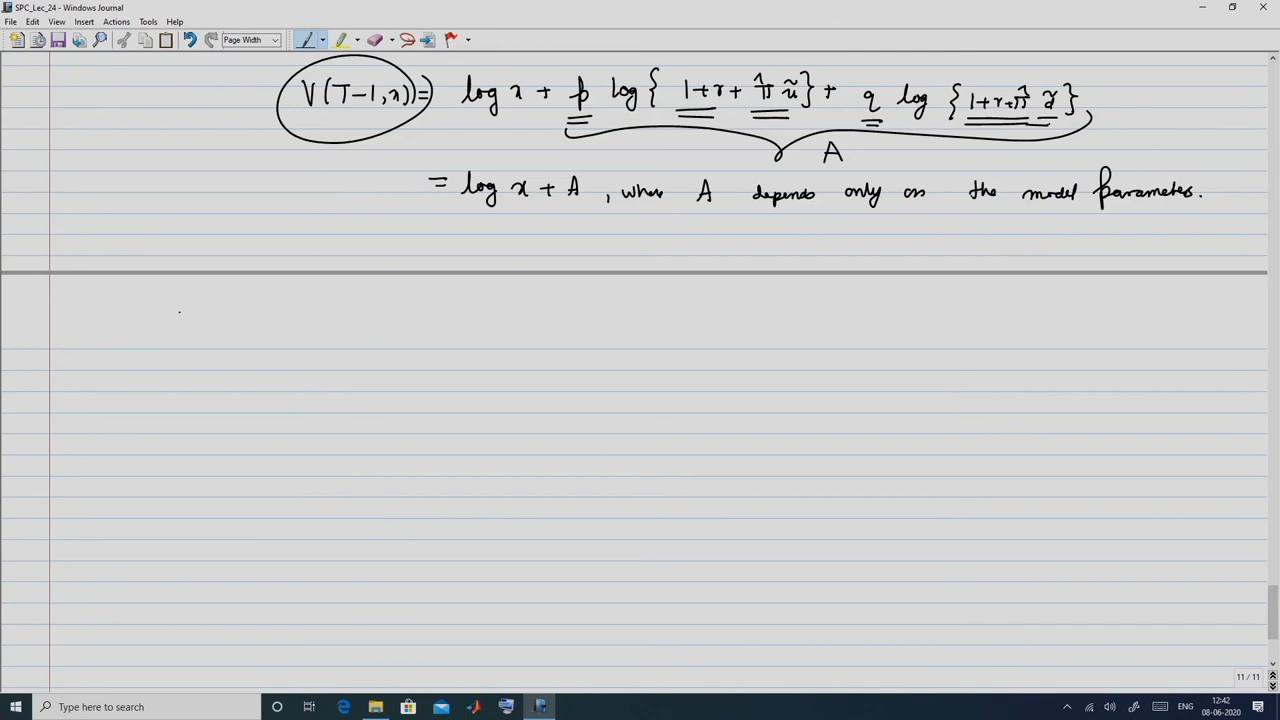 SPC_Lec_24 - Windows Journal
File Edit View Insert Actions Tools Help
Page Width
V(T-1,x) = log x + p log{ 1+r+ π̂ ũ} + q log {1+r+π̂ d̃}
A
= log x + A , where A depends only on the model parameters.
11 / 11
Type here to search
ENG
12:42
08-06-2020